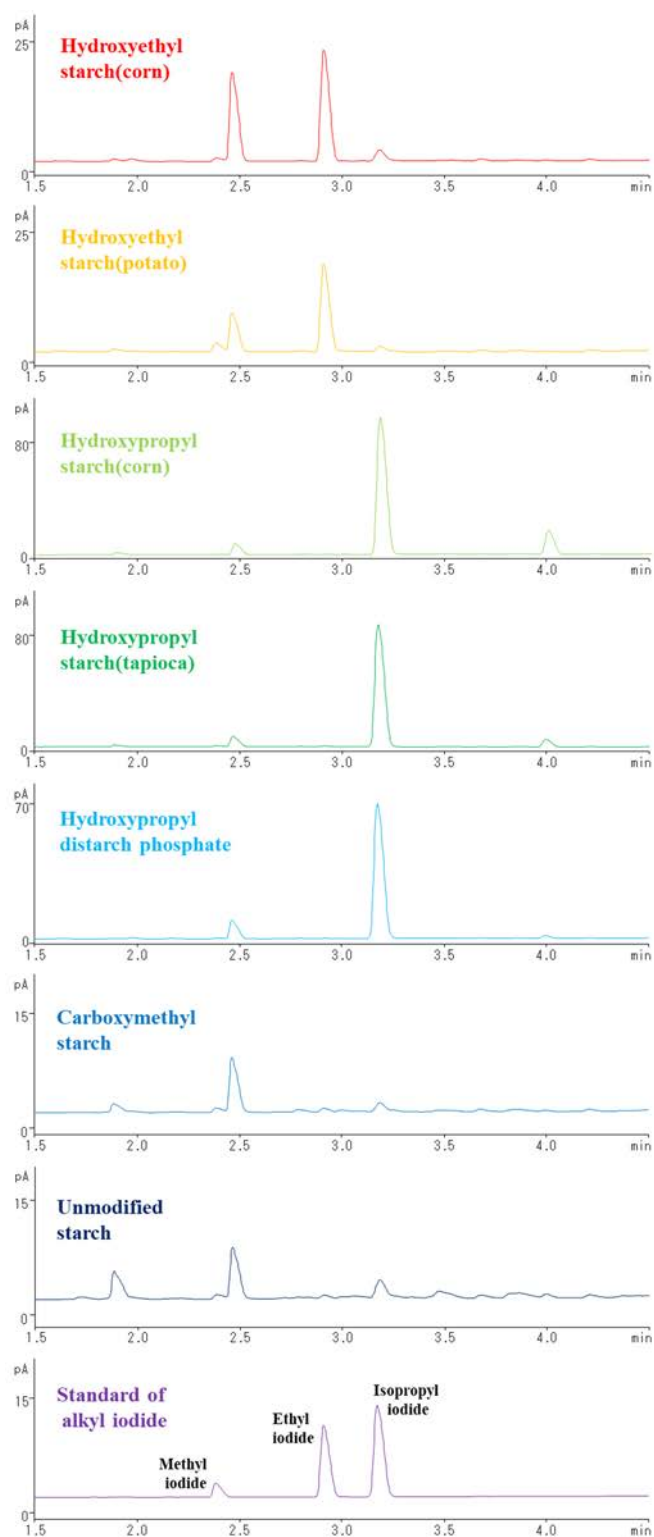 pA
25
Hydroxyethyl
starch(corn)
0
1.5 2.0 2.5 3.0 3.5 4.0 min
pA
25
Hydroxyethyl
starch(potato)
0
1.5 2.0 2.5 3.0 3.5 4.0 min
pA
80
Hydroxypropyl
starch(corn)
0
1.5 2.0 2.5 3.0 3.5 4.0 min
pA
80
Hydroxypropyl
starch(tapioca)
0
1.5 2.0 2.5 3.0 3.5 4.0 min
pA
70
Hydroxypropyl
distarch phosphate
0
1.5 2.0 2.5 3.0 3.5 4.0 min
pA
15
Carboxymethyl
starch
0
1.5 2.0 2.5 3.0 3.5 4.0 min
pA
15
Unmodified
starch
0
1.5 2.0 2.5 3.0 3.5 4.0 min
pA
15
Standard of
alkyl iodide
Methyl
iodide
Ethyl
iodide
Isopropyl
iodide
0
1.5 2.0 2.5 3.0 3.5 4.0 min